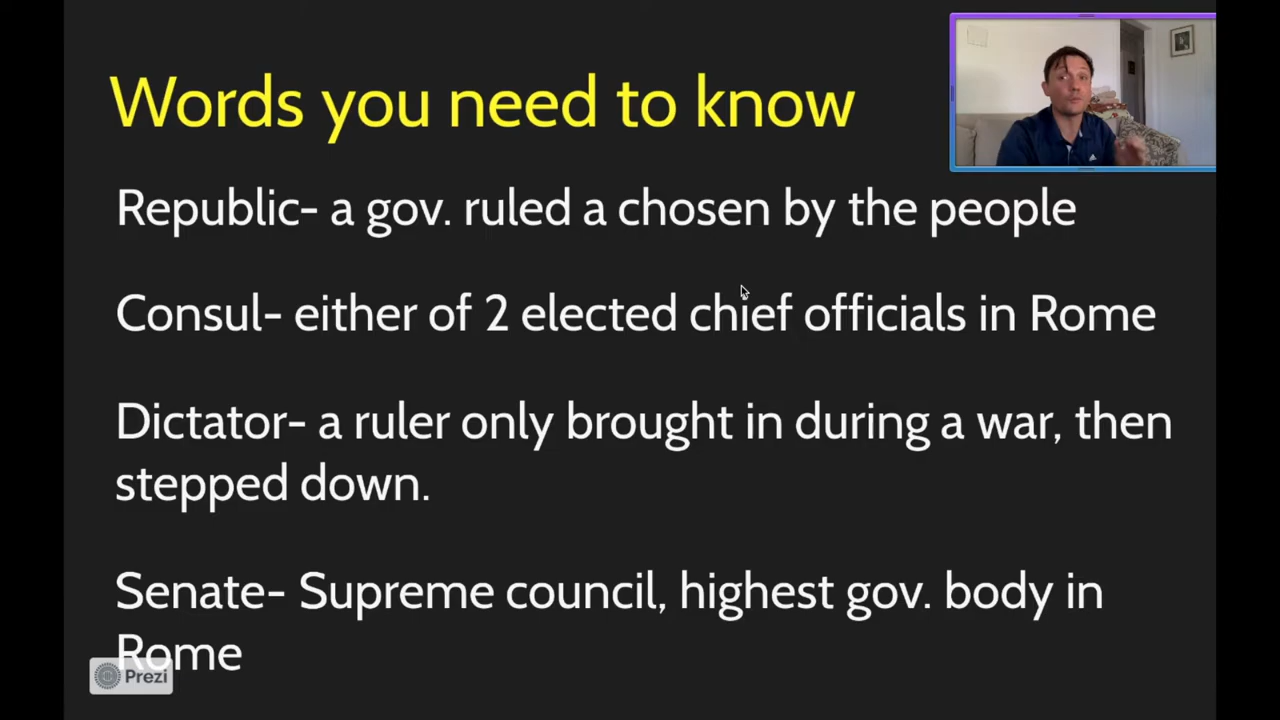 Words you need to know
Republic- a gov. ruled a chosen by the people
Consul- either of 2 elected chief officials in Rome
Dictator- a ruler only brought in during a war, then
stepped down.
Senate- Supreme council, highest gov. body in
Rome
Prezi